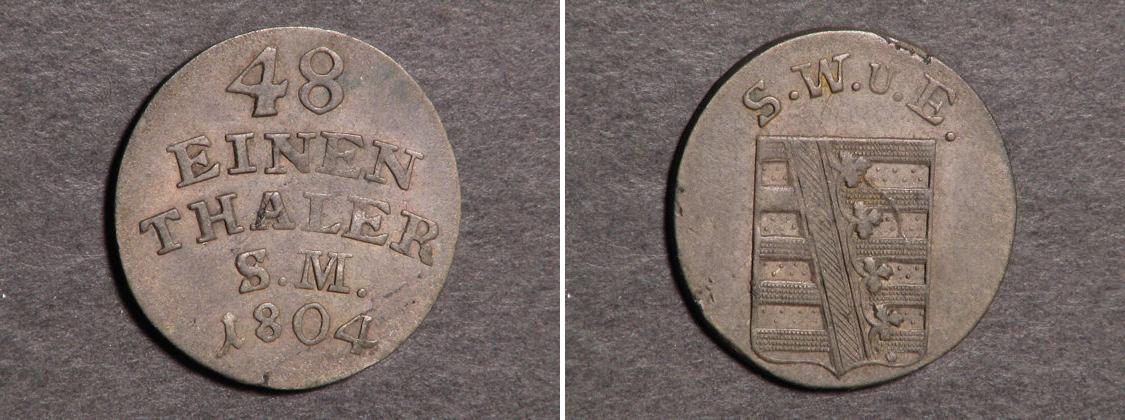 48
EINEN
THALER
S.M.
1804
S.W.U.E.